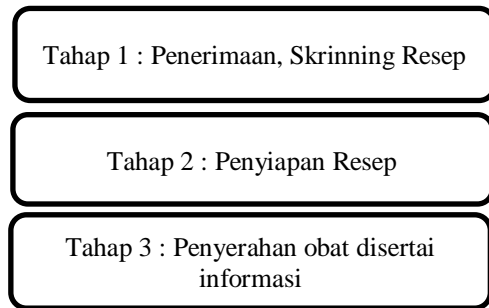 Tahap 1 : Penerimaan, Skrinning Resep
Tahap 2 : Penyiapan Resep
Tahap 3 : Penyerahan obat disertai
informasi